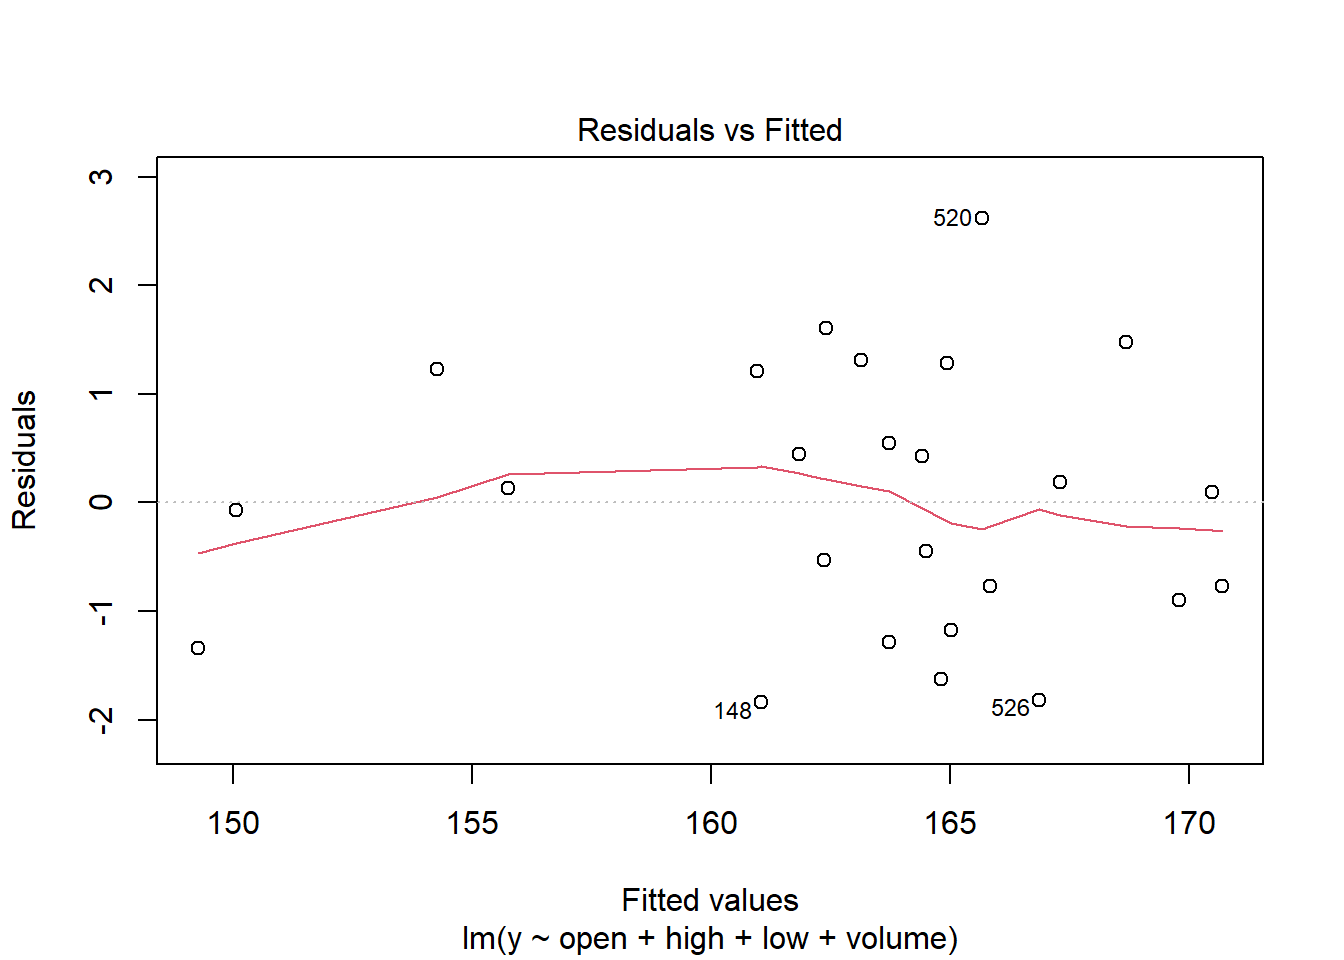 Residuals vs Fitted
Residuals
3
2
1
0
-1
-2
520
148
526
150 155 160 165 170
Fitted values
lm(y ~ open + high + low + volume)